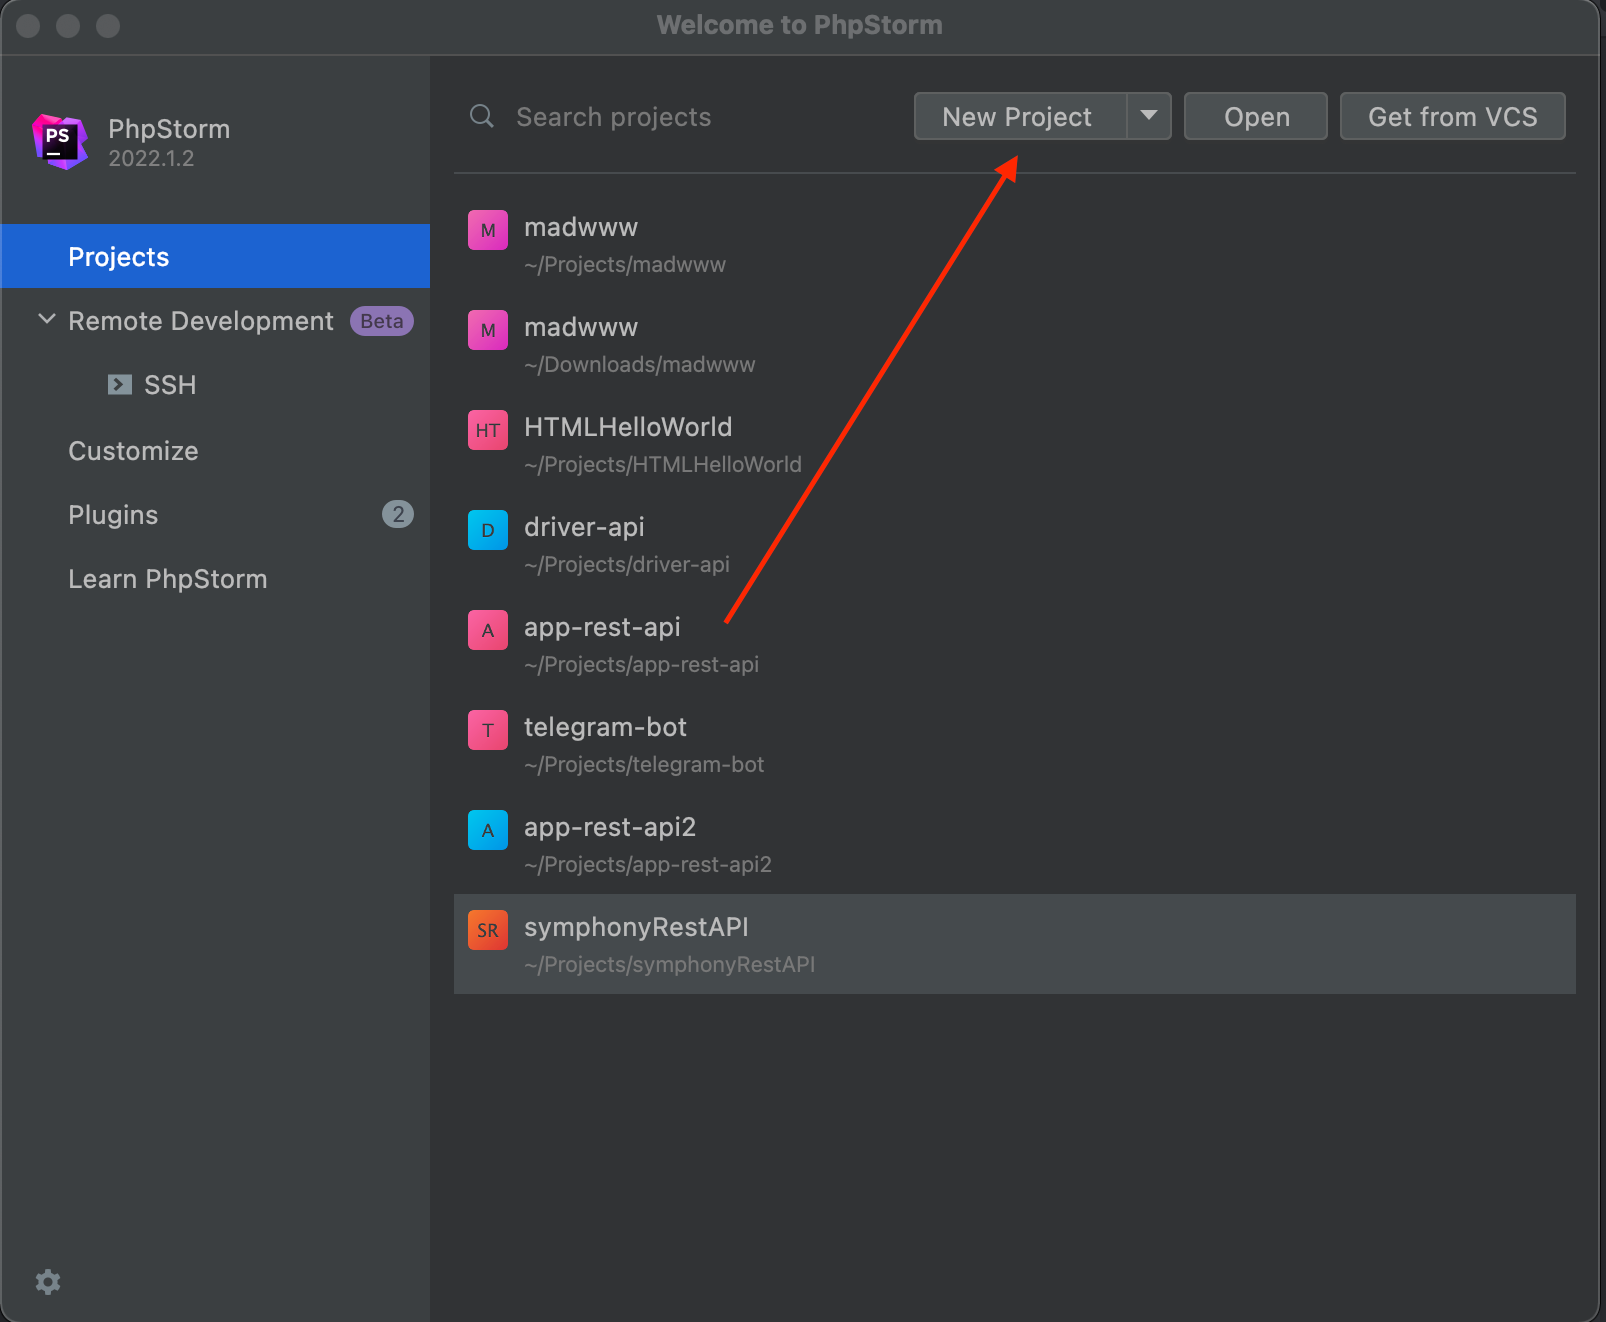 Welcome to PhpStorm
PS
PhpStorm
2022.1.2
Projects
Remote Development Beta
SSH
Customize
Plugins 2
Learn PhpStorm
Search projects New Project Open Get from VCS
M madwww
~/Projects/madwww
M madwww
~/Downloads/madwww
HT HTMLHelloWorld
~/Projects/HTMLHelloWorld
D driver-api
~/Projects/driver-api
A app-rest-api
~/Projects/app-rest-api
T telegram-bot
~/Projects/telegram-bot
A app-rest-api2
~/Projects/app-rest-api2
SR symphonyRestAPI
~/Projects/symphonyRestAPI